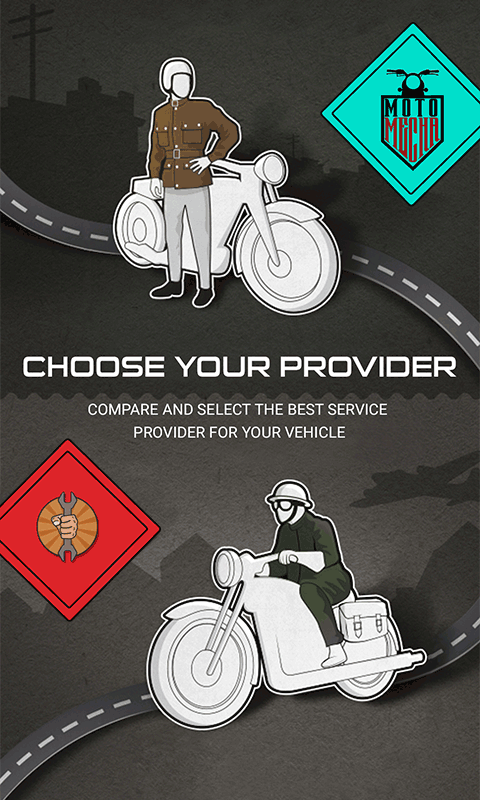 MOTO
MECHA
CHOOSE YOUR PROVIDER
COMPARE AND SELECT THE BEST SERVICE
PROVIDER FOR YOUR VEHICLE